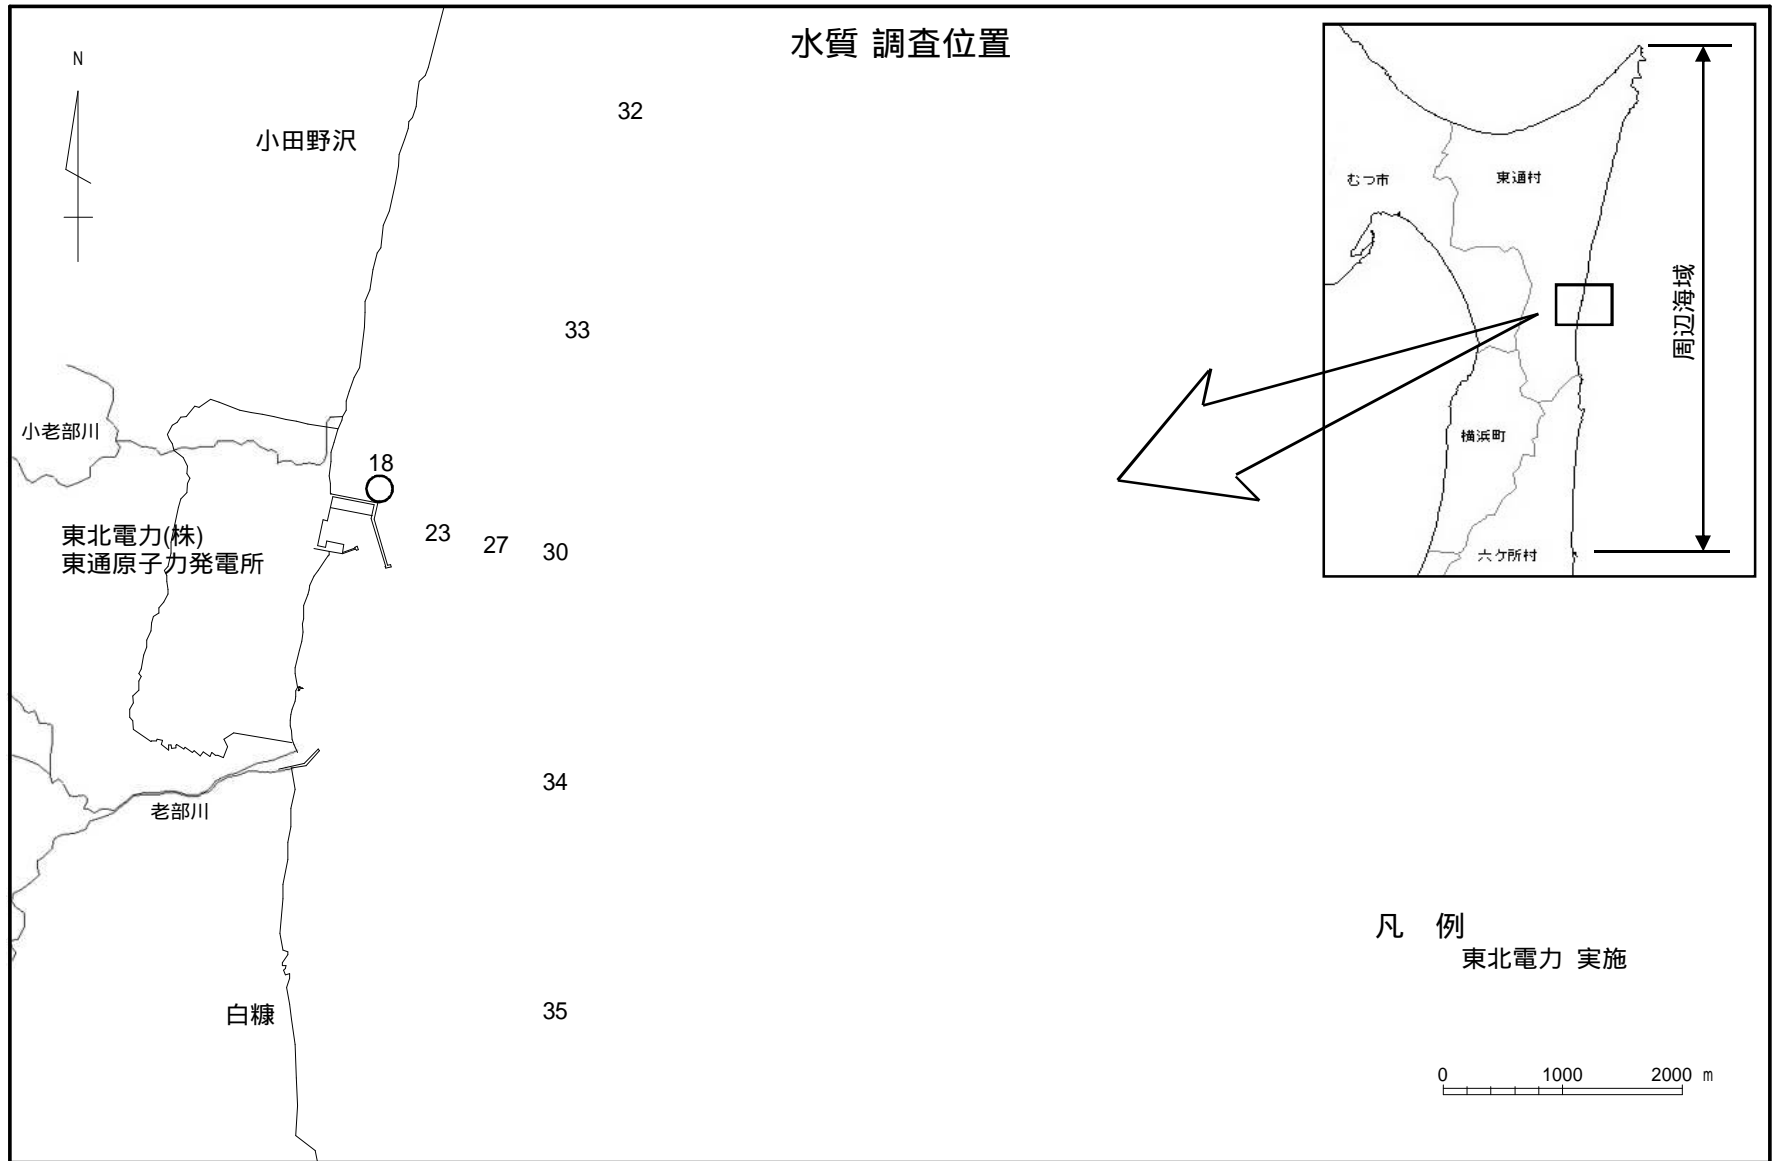 水質 調査位置
N
32
小田野沢
むつ市
東通村
周辺海域
33
小老部川
横浜町
18
東北電力(株)
東通原子力発電所
23
27
30
六ケ所村
34
老部川
凡 例
東北電力 実施
白糠
35
0 1000 2000 m